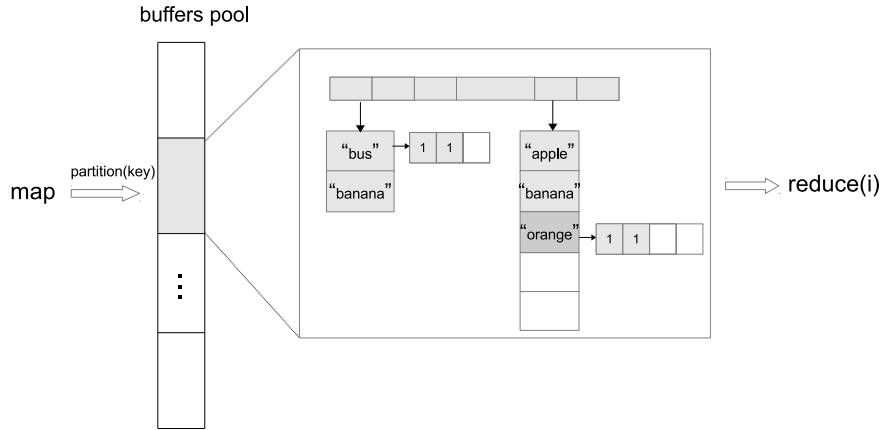 buffers pool
map
partition(key)
“bus”
1 1
“banana”
“apple”
“banana”
“orange”
1 1
reduce(i)